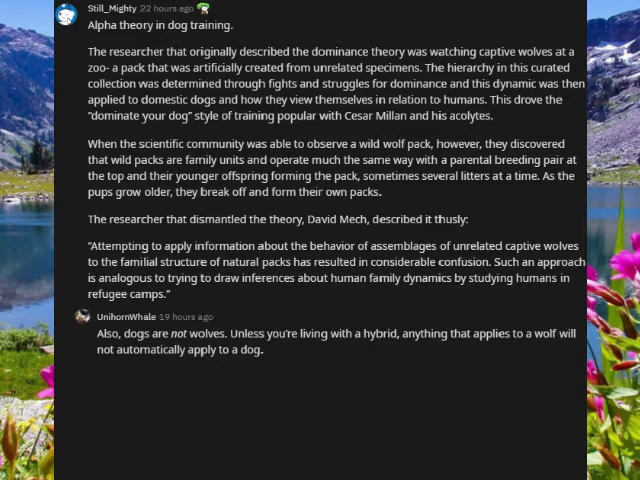 Still_Mighty 22 hours ago
Alpha theory in dog training.
The researcher that originally described the dominance theory was watching captive wolves at a
zoo- a pack that was artificially created from unrelated specimens. The hierarchy in this curated
collection was determined through fights and struggles for dominance and this dynamic was then
applied to domestic dogs and how they view themselves in relation to humans. This drove the
"dominate your dog" style of training popular with Cesar Millan and his acolytes.
When the scientific community was able to observe a wild wolf pack, however, they discovered
that wild packs are family units and operate much the same way with a parental breeding pair at
the top and their younger offspring forming the pack, sometimes several litters at a time. As the
pups grow older, they break off and form their own packs.
The researcher that dismantled the theory, David Mech, described it thusly:
"Attempting to apply information about the behavior of assemblages of unrelated captive wolves
to the familial structure of natural packs has resulted in considerable confusion. Such an approach
is analogous to trying to draw inferences about human family dynamics by studying humans in
refugee camps."
UnihornWhale 19 hours ago
Also, dogs are not wolves. Unless you're living with a hybrid, anything that applies to a wolf will
not automatically apply to a dog.